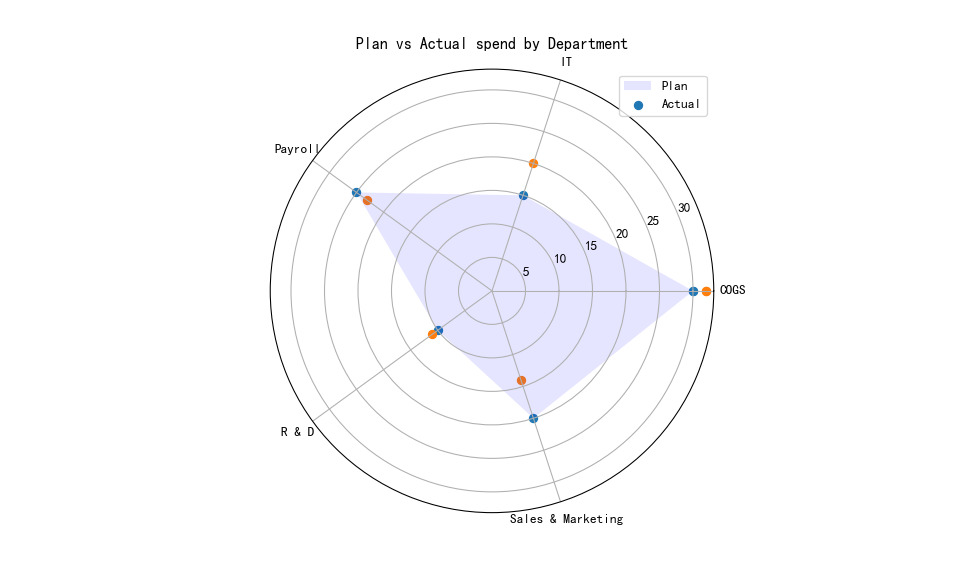 Plan vs Actual spend by Department
IT
Plan
Actual
Payroll
30
25
20
15
10
5
COGS
R & D
Sales & Marketing